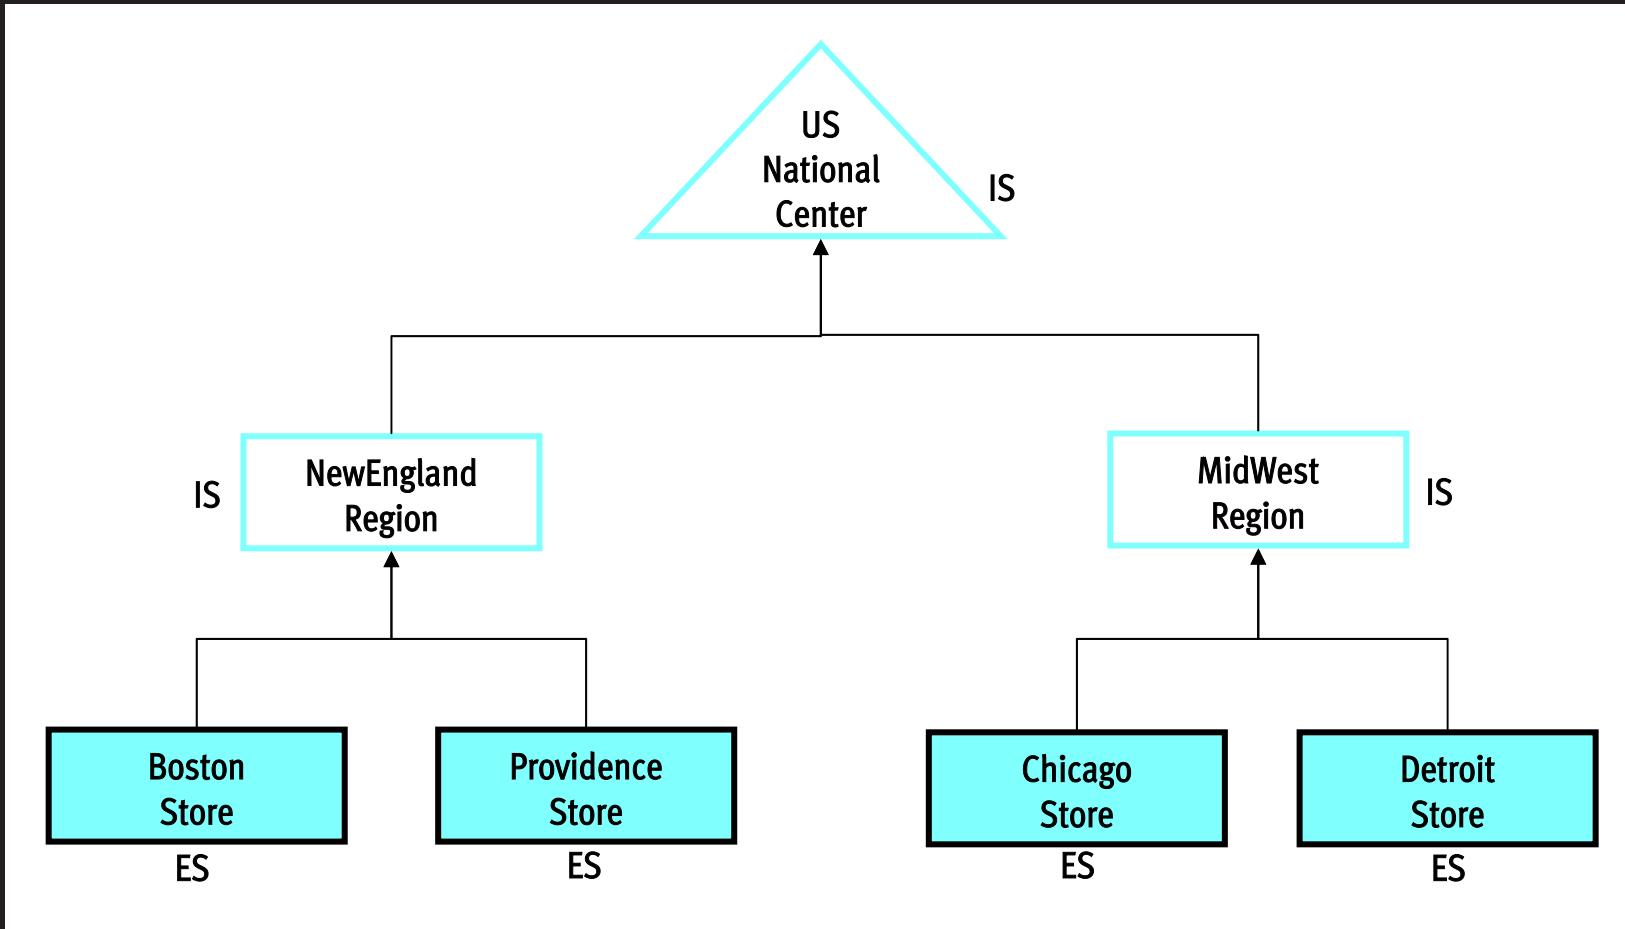 US
National
Center
IS
NewEngland
Region
IS
MidWest
Region
IS
Boston
Store
ES
Providence
Store
ES
Chicago
Store
ES
Detroit
Store
ES